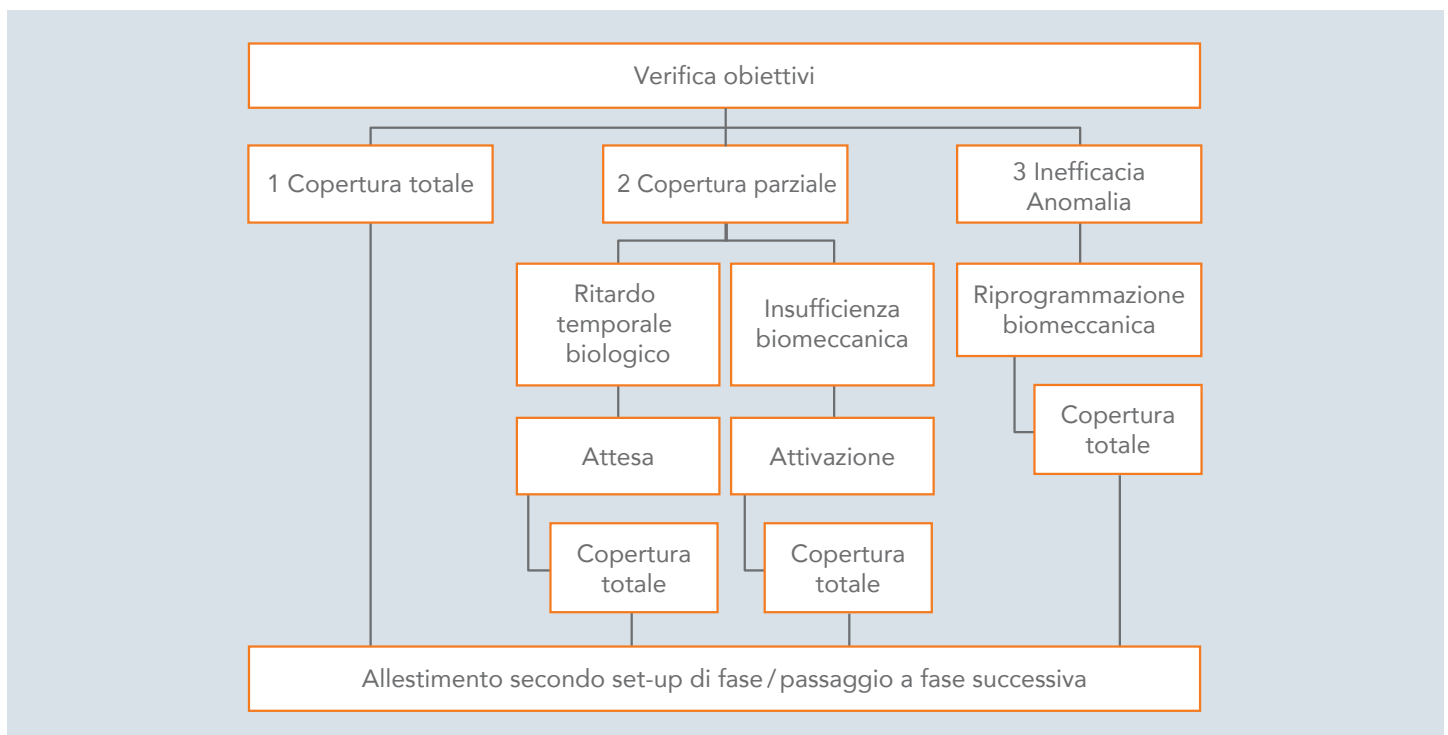 Verifica obiettivi
1 Copertura totale
2 Copertura parziale
3 Inefficacia
Anomalia
Ritardo
temporale
biologico
Insufficienza
biomeccanica
Riprogrammazione
biomeccanica
Attesa
Attivazione
Copertura
totale
Copertura
totale
Copertura
totale
Allestimento secondo set-up di fase/passaggio a fase successiva